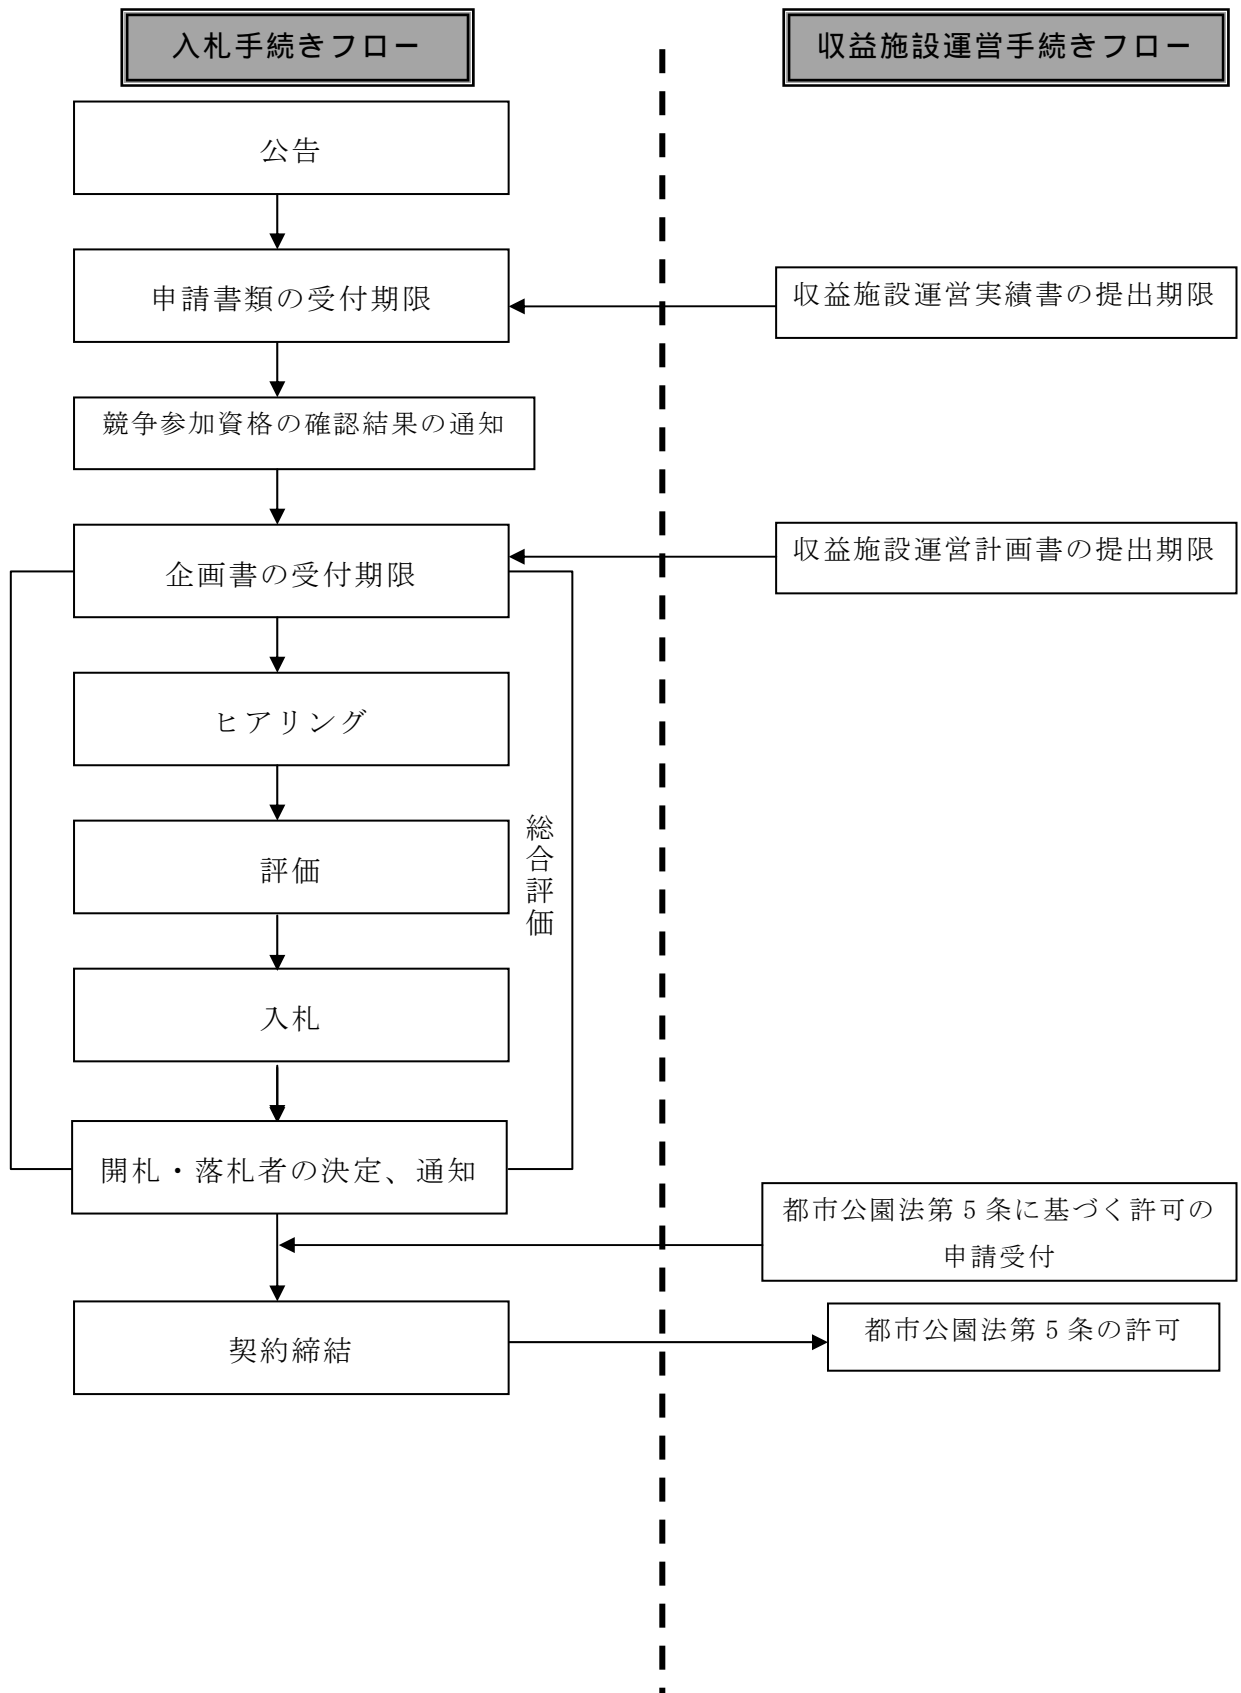 入札手続きフロー
収益施設運営手続きフロー
公告
申請書類の受付期限
収益施設運営実績書の提出期限
競争参加資格の確認結果の通知
企画書の受付期限
収益施設運営計画書の提出期限
ヒアリング
評価
総合評価
入札
開札・落札者の決定、通知
都市公園法第5条に基づく許可の
申請受付
契約締結
都市公園法第5条の許可